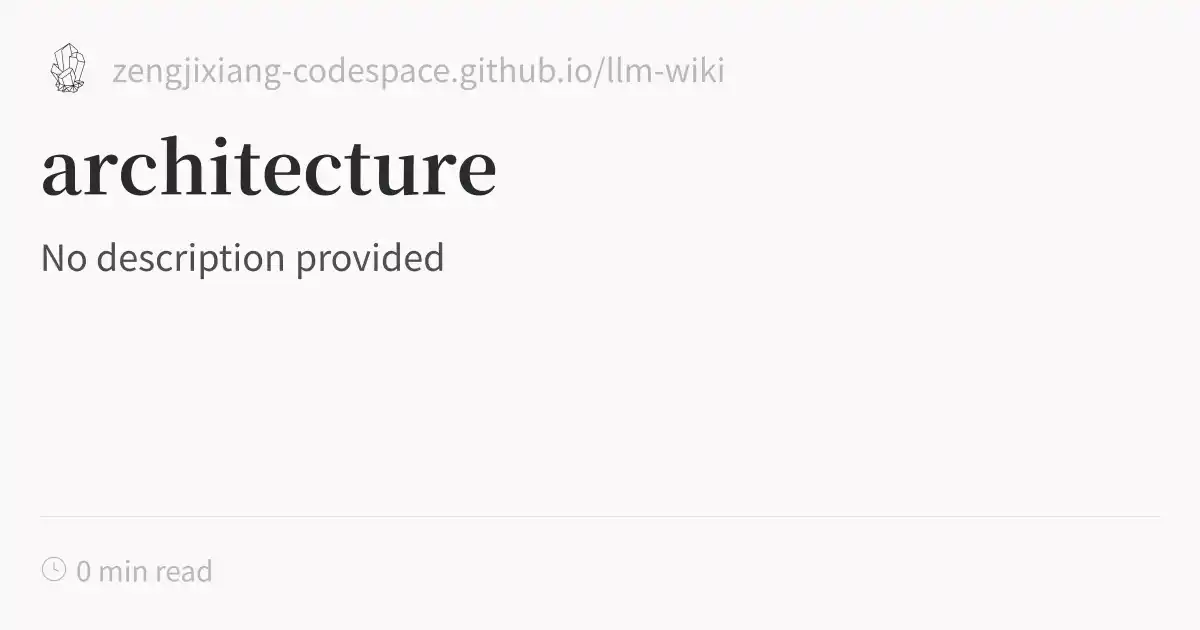 zengjixiang-codespace.github.io/llm-wiki
architecture
No description provided
0 min read